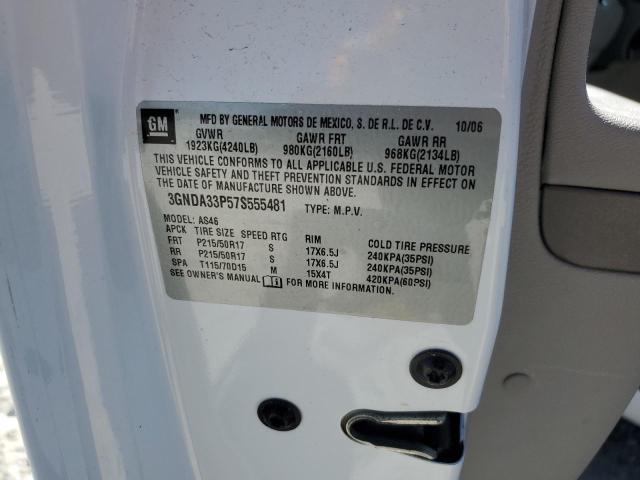 GM
MFD BY GENERAL MOTORS DE MEXICO, S. DE R.L. DE C.V. 10/06
GVWR GAWR FRT GAWR RR
1923KG(4240LB) 980KG(2160LB) 968KG(2134LB)
THIS VEHICLE CONFORMS TO ALL APPLICABLE U.S. FEDERAL MOTOR
VEHICLE SAFETY AND THEFT PREVENTION STANDARDS IN EFFECT ON
THE DATE OF MANUFACTURE SHOWN ABOVE.
3GNDA33P57S555481 TYPE: M.P.V.
MODEL: AS46
APCK TIRE SIZE SPEED RTG RIM COLD TIRE PRESSURE
FRT P215/50R17 S 17X6.5J 240KPA(35PSI)
RR P215/50R17 S 17X6.5J 240KPA(35PSI)
SPA T115/70D15 M 15X4T 420KPA(60PSI)
SEE OWNER'S MANUAL FOR MORE INFORMATION.